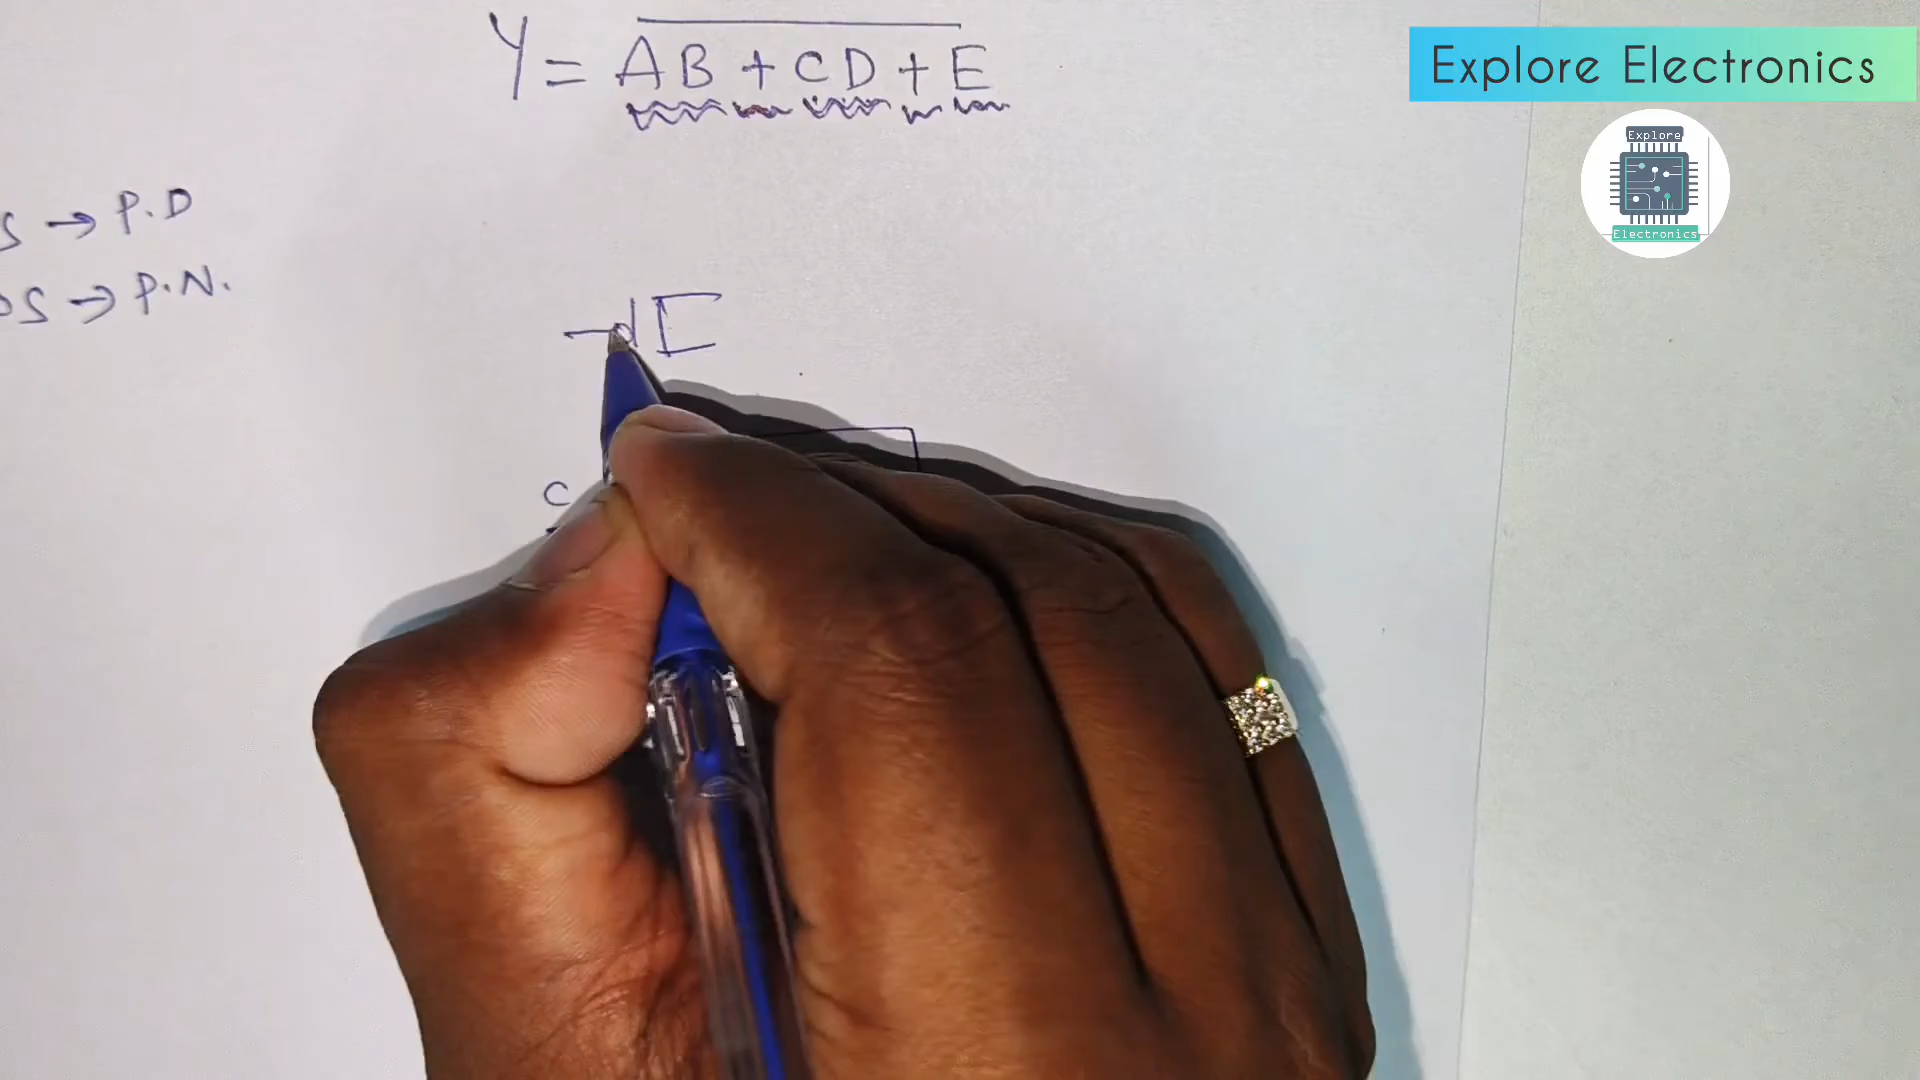 Y = AB + CD + E
Explore Electronics
Explore
Electronics
S → P.D
OS → P.N.
C